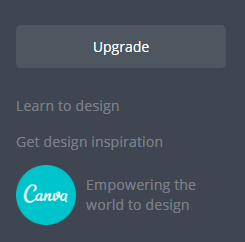 Upgrade
Learn to design
Get design inspiration
Canva
Empowering the
world to design